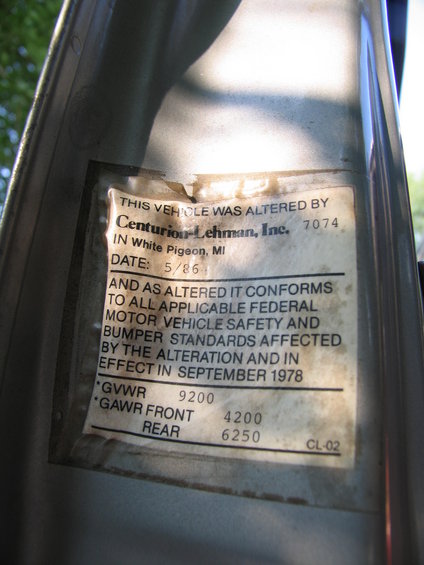 THIS VEHICLE WAS ALTERED BY
Centurion-Lehman, Inc. 7074
IN White Pigeon, MI
DATE: 5/86
AND AS ALTERED IT CONFORMS
TO ALL APPLICABLE FEDERAL
MOTOR VEHICLE SAFETY AND
BUMPER STANDARDS AFFECTED
BY THE ALTERATION AND IN
EFFECT IN SEPTEMBER 1978
*GVWR 9200
*GAWR FRONT 4200
REAR 6250 CL-02